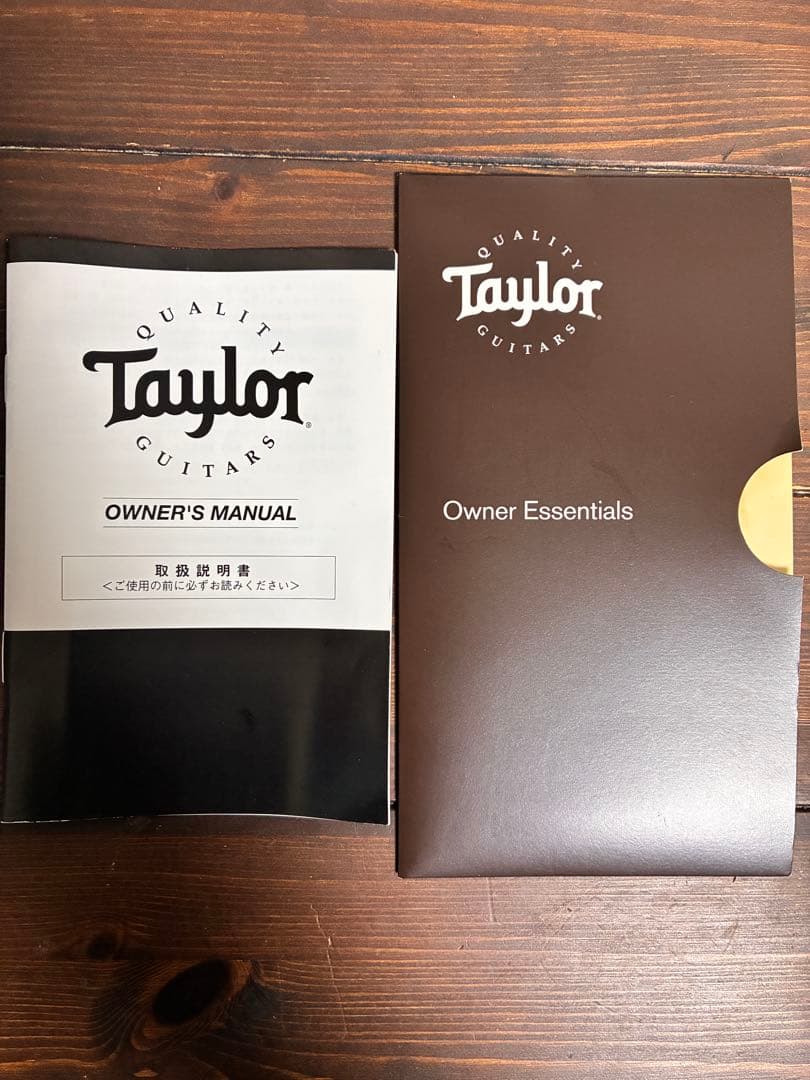 QUALITY
Taylor®
GUITARS
OWNER'S MANUAL
取扱説明書
<ご使用の前に必ずお読みください>
QUALITY
Taylor®
GUITARS
Owner Essentials